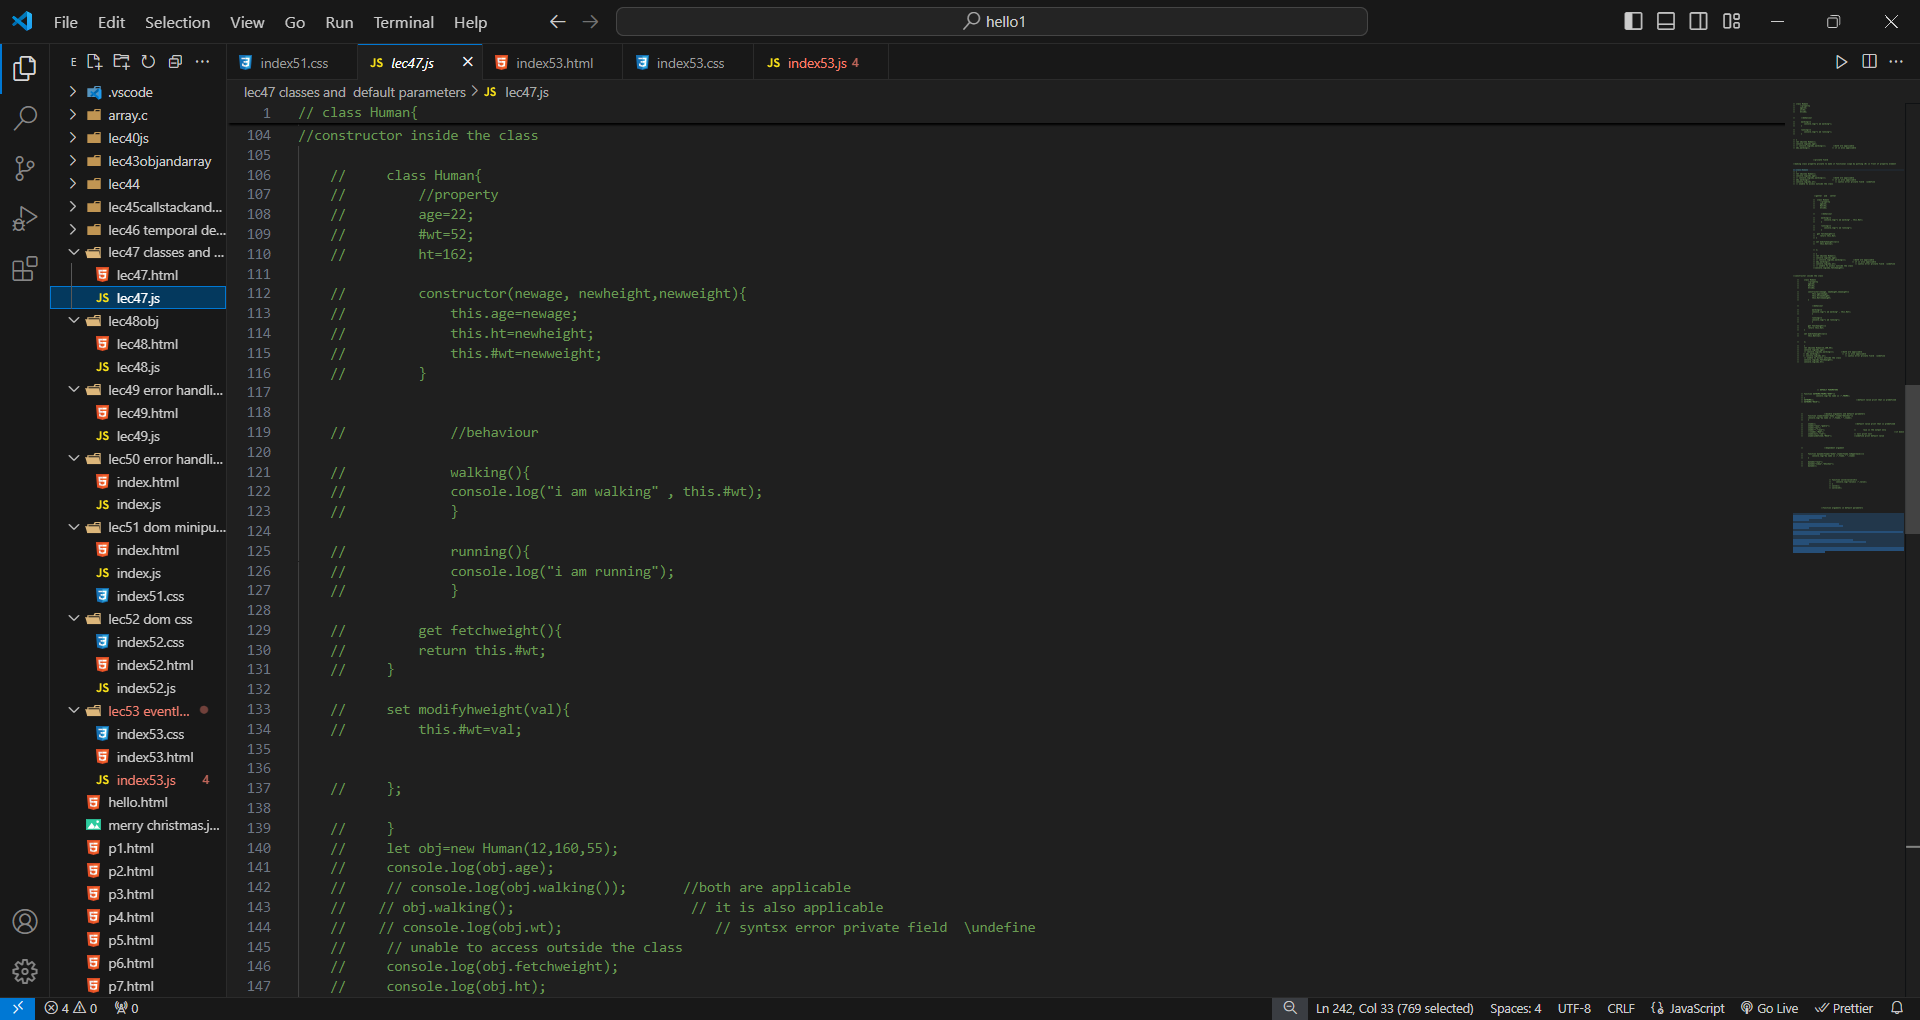 File Edit Selection View Go Run Terminal Help
hello1
E
index51.css
JS lec47.js
index53.html
index53.css
JS index53.js 4
.vscode
array.c
lec40js
lec43objandarray
lec44
lec45callstackand...
lec46 temporal de...
lec47 classes and ...
lec47.html
JS lec47.js
lec48obj
lec48.html
JS lec48.js
lec49 error handli...
lec49.html
JS lec49.js
lec50 error handli...
index.html
JS index.js
lec51 dom minipu...
index.html
JS index.js
index51.css
lec52 dom css
index52.css
index52.html
JS index52.js
lec53 eventl...
index53.css
index53.html
JS index53.js 4
hello.html
merry christmas.j...
p1.html
p2.html
p3.html
p4.html
p5.html
p6.html
p7.html
lec47 classes and default parameters > JS lec47.js
1 // class Human{
104 //constructor inside the class
105
106 // class Human{
107 // //property
108 // age=22;
109 // #wt=52;
110 // ht=162;
111
112 // constructor(newage, newheight,newweight){
113 // this.age=newage;
114 // this.ht=newheight;
115 // this.#wt=newweight;
116 // }
117
118
119 // //behaviour
120
121 // walking(){
122 // console.log("i am walking" , this.#wt);
123 // }
124
125 // running(){
126 // console.log("i am running");
127 // }
128
129 // get fetchweight(){
130 // return this.#wt;
131 // }
132
133 // set modifyhweight(val){
134 // this.#wt=val;
135
136
137 // };
138
139 // }
140 // let obj=new Human(12,160,55);
141 // console.log(obj.age);
142 // // console.log(obj.walking()); //both are applicable
143 // // obj.walking(); // it is also applicable
144 // // console.log(obj.wt); // syntsx error private field \undefine
145 // // unable to access outside the class
146 // console.log(obj.fetchweight);
147 // console.log(obj.ht);
4 0 0
Ln 242, Col 33 (769 selected) Spaces: 4 UTF-8 CRLF {} JavaScript Go Live Prettier